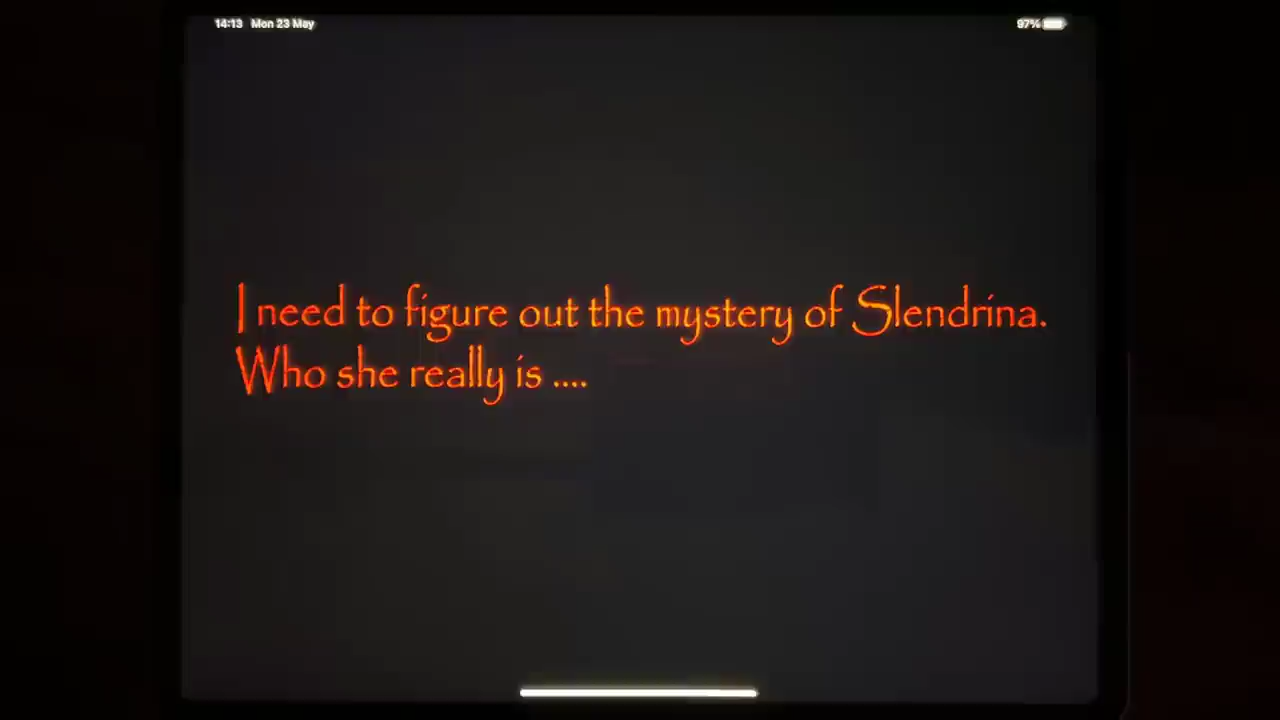 14:13 Mon 23 May 97%
I need to figure out the mystery of Slendrina.
Who she really is ....